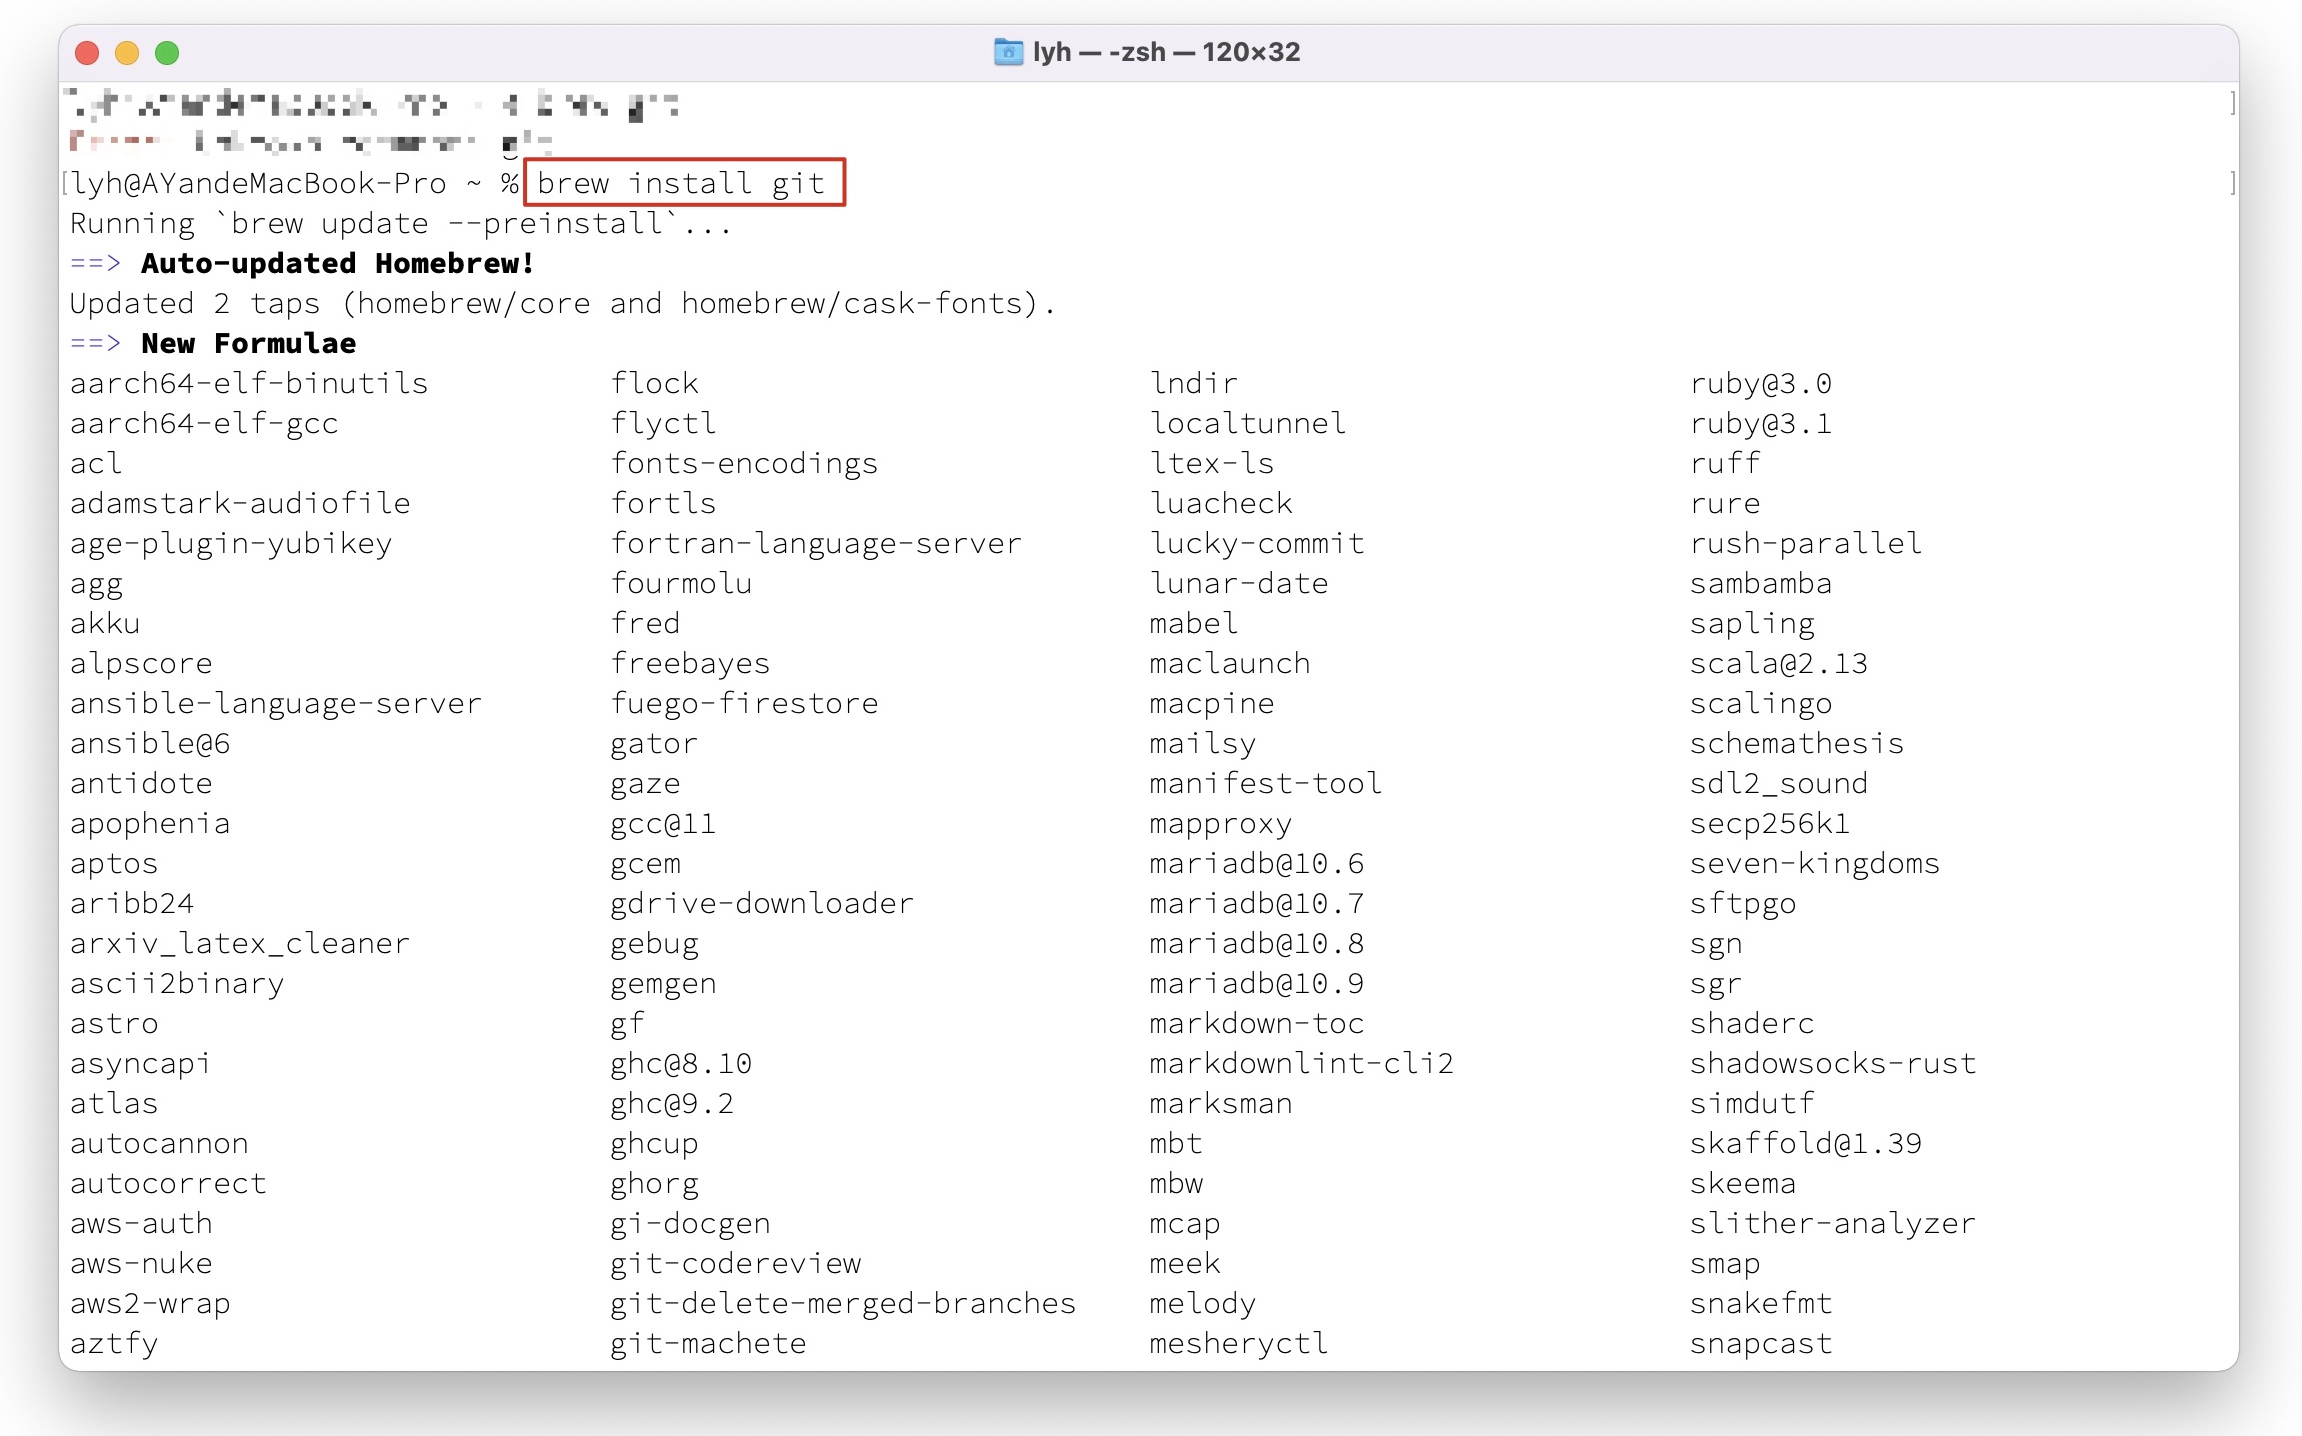 lyh — -zsh — 120×32
[lyh@AYandeMacBook-Pro ~ % brew install git ]
Running `brew update --preinstall`...
==> Auto-updated Homebrew!
Updated 2 taps (homebrew/core and homebrew/cask-fonts).
==> New Formulae
aarch64-elf-binutils flock lndir ruby@3.0
aarch64-elf-gcc flyctl localtunnel ruby@3.1
acl fonts-encodings ltex-ls ruff
adamstark-audiofile fortls luacheck rure
age-plugin-yubikey fortran-language-server lucky-commit rush-parallel
agg fourmolu lunar-date sambamba
akku fred mabel sapling
alpscore freebayes maclaunch scala@2.13
ansible-language-server fuego-firestore macpine scalingo
ansible@6 gator mailsy schemathesis
antidote gaze manifest-tool sdl2_sound
apophenia gcc@11 mapproxy secp256k1
aptos gcem mariadb@10.6 seven-kingdoms
aribb24 gdrive-downloader mariadb@10.7 sftpgo
arxiv_latex_cleaner gebug mariadb@10.8 sgn
ascii2binary gemgen mariadb@10.9 sgr
astro gf markdown-toc shaderc
asyncapi ghc@8.10 markdownlint-cli2 shadowsocks-rust
atlas ghc@9.2 marksman simdutf
autocannon ghcup mbt skaffold@1.39
autocorrect ghorg mbw skeema
aws-auth gi-docgen mcap slither-analyzer
aws-nuke git-codereview meek smap
aws2-wrap git-delete-merged-branches melody snakefmt
aztfy git-machete mesheryctl snapcast